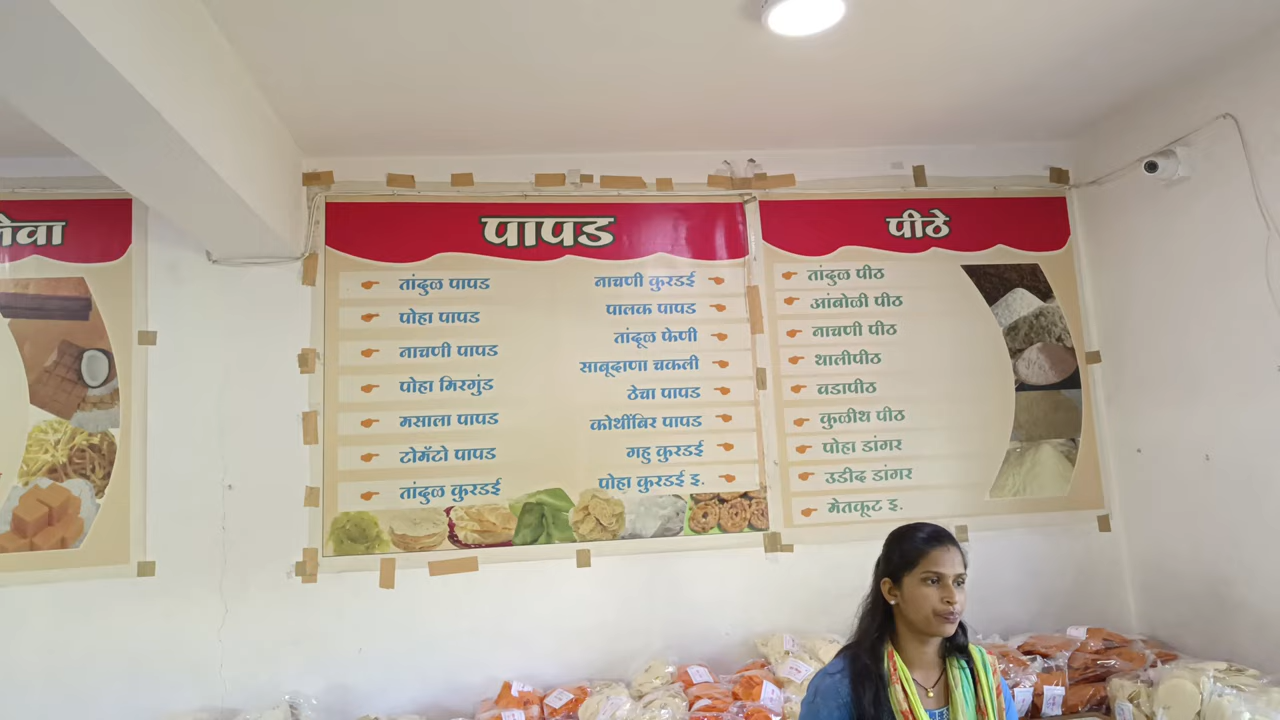 पापड
तांदुळ पापड
पोहा पापड
नाचणी पापड
पोहा मिरगुंड
मसाला पापड
टोमॅटो पापड
तांदुळ कुरडई
नाचणी कुरडई
पालक पापड
तांदूळ फेणी
साबूदाणा चकली
ठेचा पापड
कोथींबिर पापड
गहु कुरडई
पोहा कुरडई इ.
पीठे
तांदुळ पीठ
आंबोळी पीठ
नाचणी पीठ
थालीपीठ
वडापीठ
कुळीथ पीठ
पोहा डांगर
उडीद डांगर
मेतकूट इ.